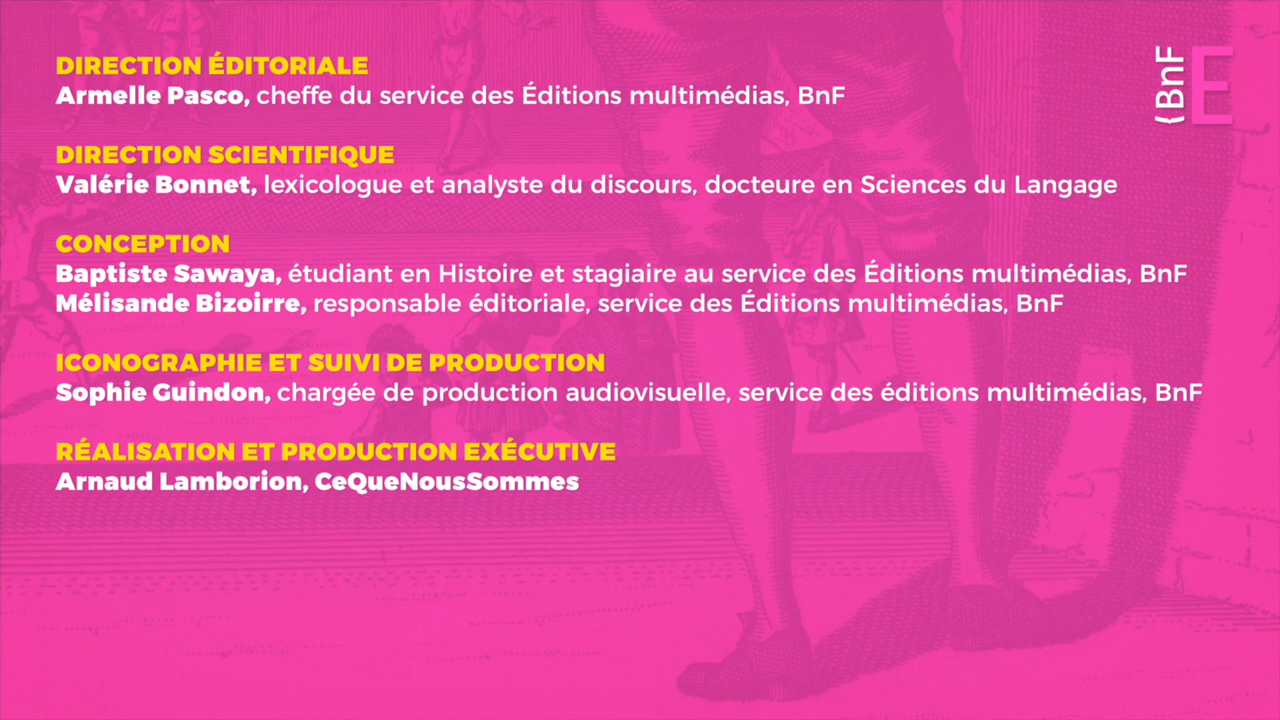 DIRECTION ÉDITORIALE
Armelle Pasco, cheffe du service des Éditions multimédias, BnF
DIRECTION SCIENTIFIQUE
Valérie Bonnet, lexicologue et analyste du discours, docteure en Sciences du Langage
CONCEPTION
Baptiste Sawaya, étudiant en Histoire et stagiaire au service des Éditions multimédias, BnF
Mélisande Bizoirre, responsable éditoriale, service des Éditions multimédias, BnF
ICONOGRAPHIE ET SUIVI DE PRODUCTION
Sophie Guindon, chargée de production audiovisuelle, service des éditions multimédias, BnF
RÉALISATION ET PRODUCTION EXÉCUTIVE
Arnaud Lamborion, CeQueNousSommes
{BnF
E